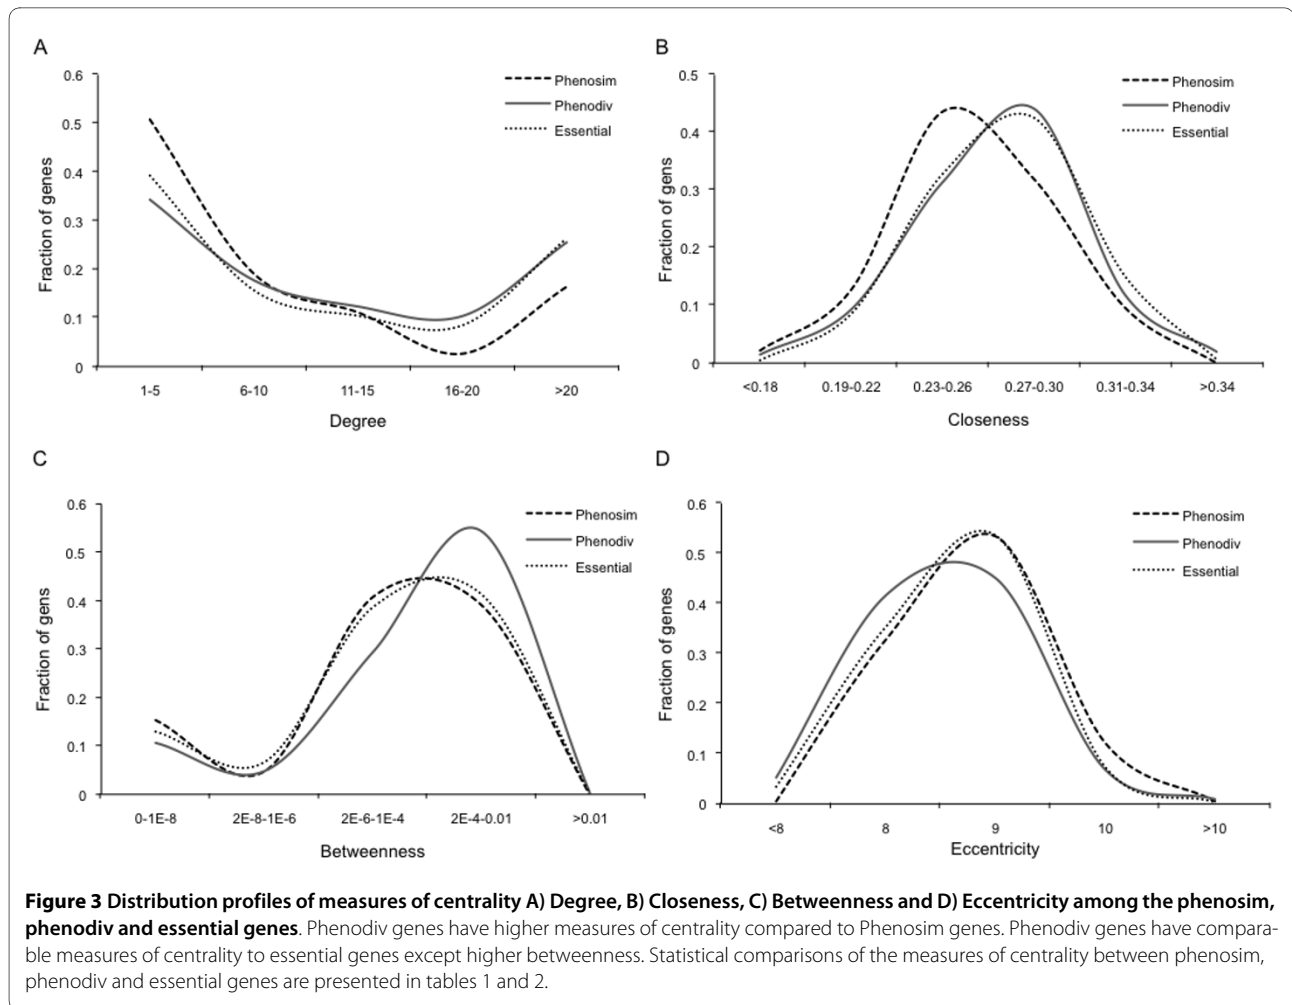 A
0.6
0.5
0.4
0.3
0.2
0.1
0
Fraction of genes
Phenosim
Phenodiv
Essential
1-5 6-10 11-15 16-20 >20
Degree
B
0.5
0.4
0.3
0.2
0.1
0
Fraction of genes
Phenosim
Phenodiv
Essential
<0.18 0.19-0.22 0.23-0.26 0.27-0.30 0.31-0.34 >0.34
Closeness
C
0.6
0.5
0.4
0.3
0.2
0.1
0
Fraction of gens
Phenosim
Phenodiv
Essential
0-1E-8 2E-8-1E-6 2E-6-1E-4 2E-4-0.01 >0.01
Betweenness
D
0.6
0.5
0.4
0.3
0.2
0.1
0
Fraction of genes
Phenosim
Phenodiv
Essential
<8 8 9 10 >10
Eccentricity
Figure 3 Distribution profiles of measures of centrality A) Degree, B) Closeness, C) Betweenness and D) Eccentricity among the phenosim,
phenodiv and essential genes. Phenodiv genes have higher measures of centrality compared to Phenosim genes. Phenodiv genes have compara-
ble measures of centrality to essential genes except higher betweenness. Statistical comparisons of the measures of centrality between phenosim,
phenodiv and essential genes are presented in tables 1 and 2.